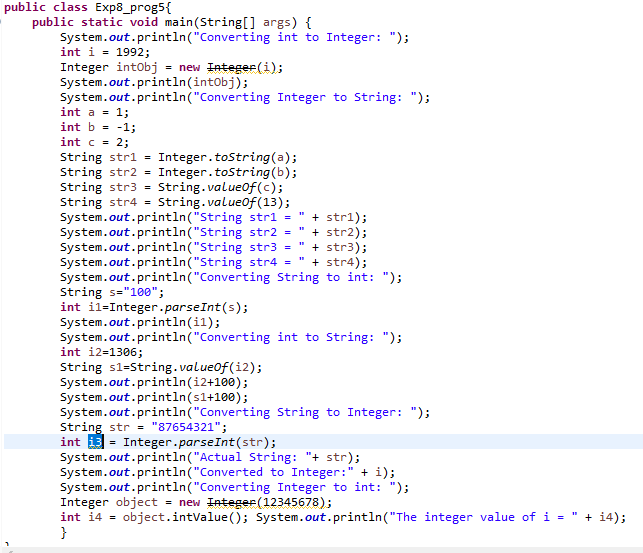 public class Exp8_prog5{
public static void main(String[] args) {
System.out.println("Converting int to Integer: ");
int i = 1992;
Integer intObj = new Integer(i);
System.out.println(intObj);
System.out.println("Converting Integer to String: ");
int a = 1;
int b = -1;
int c = 2;
String str1 = Integer.toString(a);
String str2 = Integer.toString(b);
String str3 = String.valueOf(c);
String str4 = String.valueOf(13);
System.out.println("String str1 = " + str1);
System.out.println("String str2 = " + str2);
System.out.println("String str3 = " + str3);
System.out.println("String str4 = " + str4);
System.out.println("Converting String to int: ");
String s="100";
int i1=Integer.parseInt(s);
System.out.println(i1);
System.out.println("Converting int to String: ");
int i2=1306;
String s1=String.valueOf(i2);
System.out.println(i2+100);
System.out.println(s1+100);
System.out.println("Converting String to Integer: ");
String str = "87654321";
int i3 = Integer.parseInt(str);
System.out.println("Actual String: "+ str);
System.out.println("Converted to Integer:" + i);
System.out.println("Converting Integer to int: ");
Integer object = new Integer(12345678);
int i4 = object.intValue(); System.out.println("The integer value of i = " + i4);
}
}